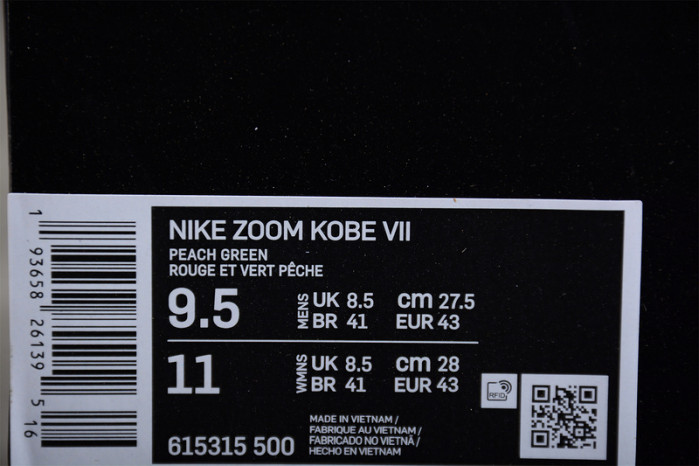 NIKE ZOOM KOBE VII
PEACH GREEN
ROUGE ET VERT PÊCHE
9.5 MENS UK 8.5 cm 27.5
BR 41 EUR 43
11 WMNS UK 8.5 cm 28
BR 41 EUR 43
RFID
MADE IN VIETNAM /
FABRIQUE AU VIETNAM /
FABRICADO NO VIETNÃ /
HECHO EN VIETNAM
615315 500
1 93658 26139 5 16